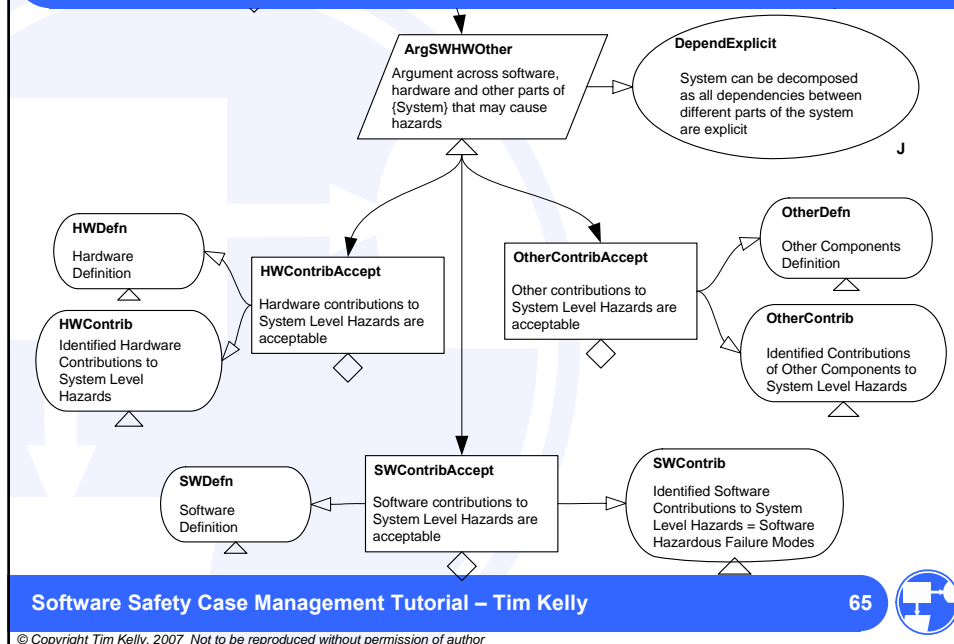 ArgSWHWOther
Argument across software,
hardware and other parts of
{System} that may cause
hazards
DependExplicit
System can be decomposed
as all dependencies between
different parts of the system
are explicit
J
HWDefn
Hardware
Definition
HWContrib
Identified Hardware
Contributions to
System Level
Hazards
HWContribAccept
Hardware contributions to
System Level Hazards are
acceptable
OtherContribAccept
Other contributions to
System Level Hazards are
acceptable
OtherDefn
Other Components
Definition
OtherContrib
Identified Contributions
of Other Components to
System Level Hazards
SWDefn
Software
Definition
SWContribAccept
Software contributions to
System Level Hazards are
acceptable
SWContrib
Identified Software
Contributions to System
Level Hazards = Software
Hazardous Failure Modes
Software Safety Case Management Tutorial – Tim Kelly
65
© Copyright Tim Kelly, 2007 Not to be reproduced without permission of author